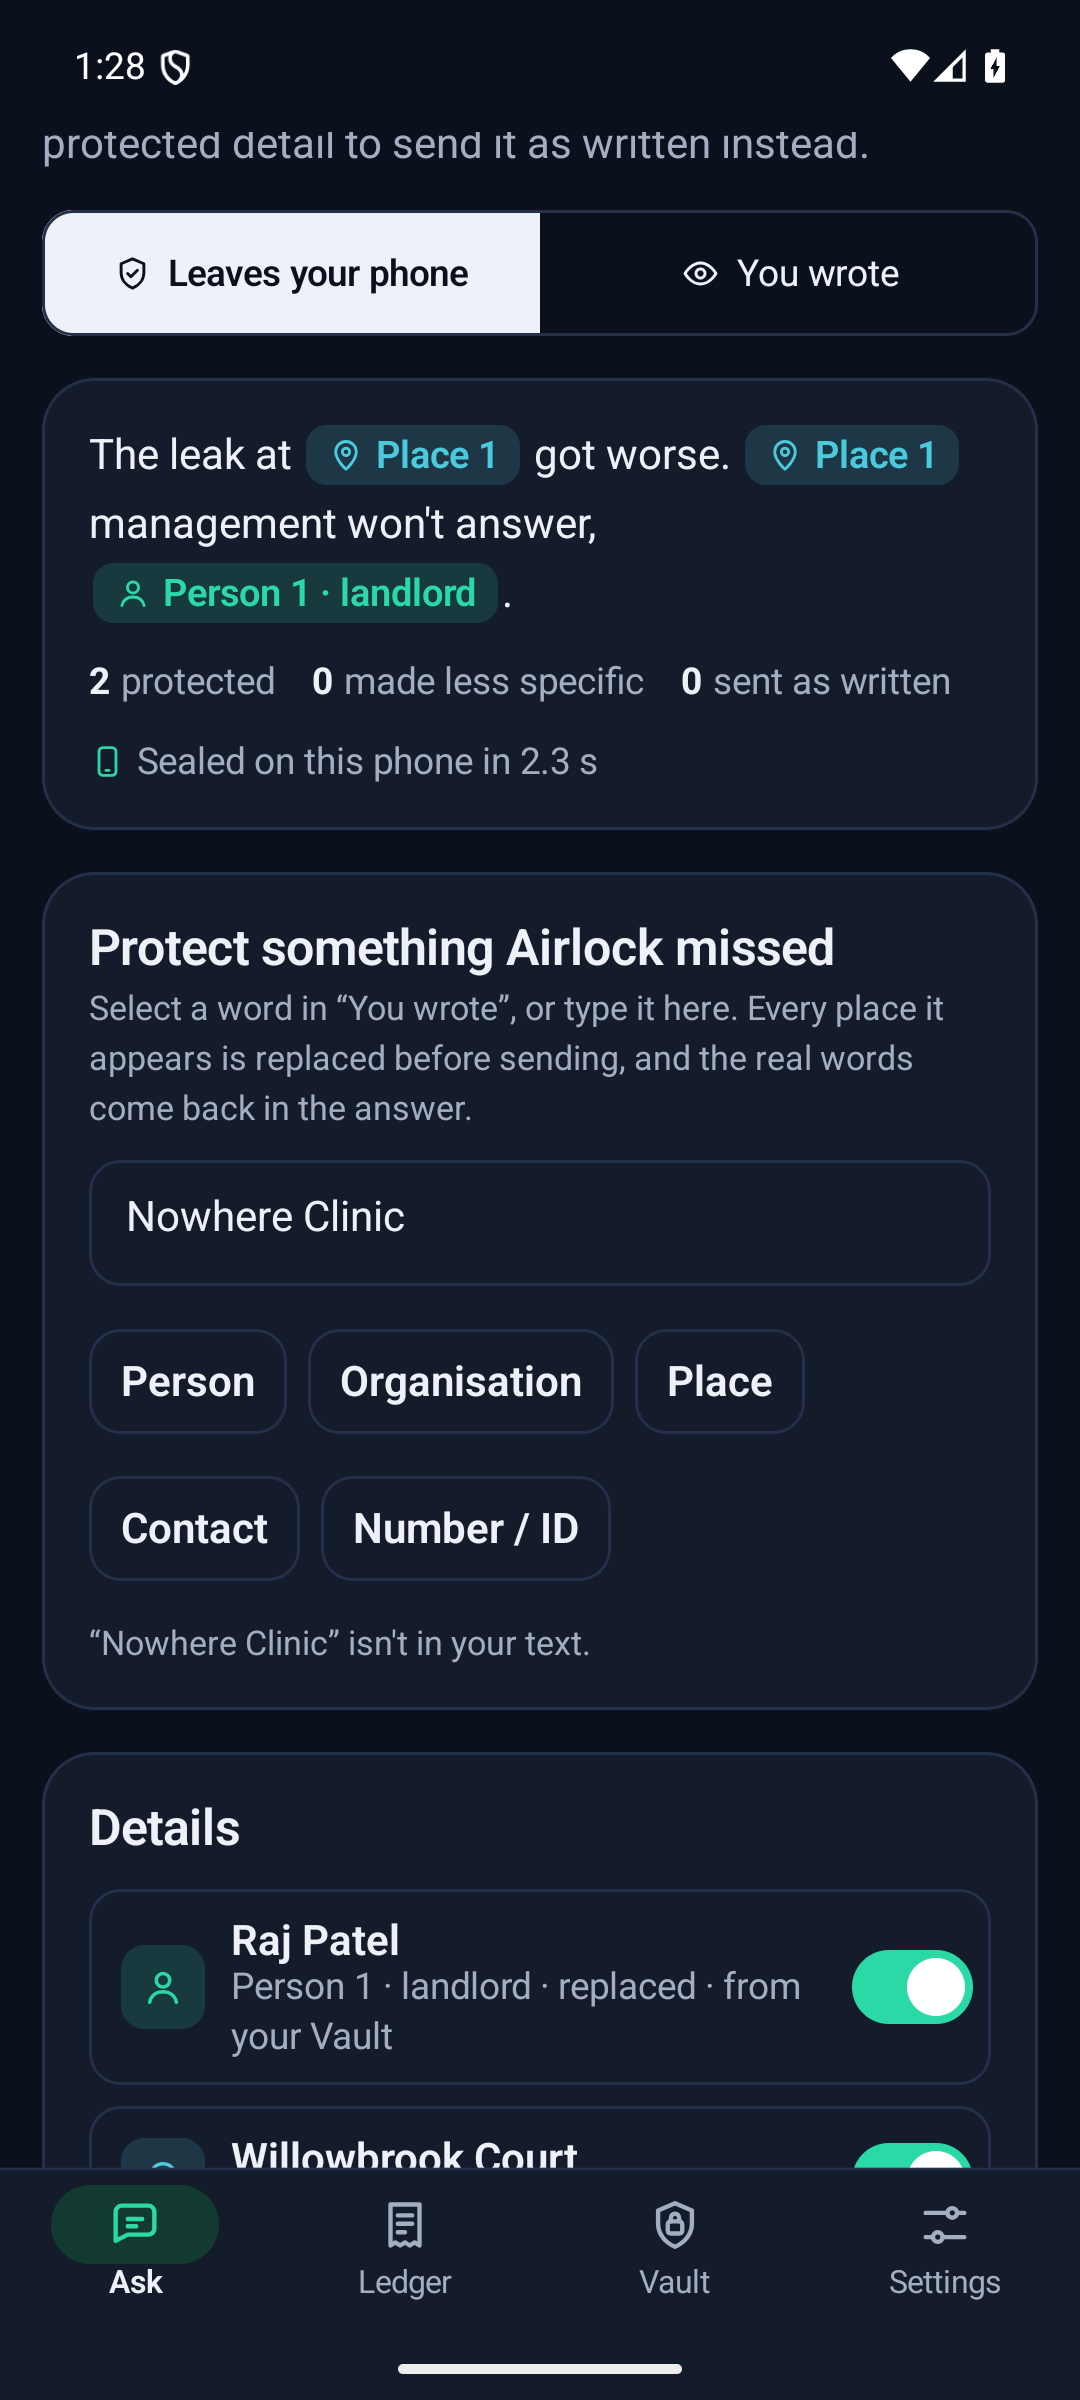 1:28
protected detail to send it as written instead.
Leaves your phone
You wrote
The leak at Place 1 got worse. Place 1
management won't answer,
Person 1 · landlord .
2 protected 0 made less specific 0 sent as written
Sealed on this phone in 2.3 s
Protect something Airlock missed
Select a word in “You wrote”, or type it here. Every place it
appears is replaced before sending, and the real words
come back in the answer.
Nowhere Clinic
Person
Organisation
Place
Contact
Number / ID
“Nowhere Clinic” isn't in your text.
Details
Raj Patel
Person 1 · landlord · replaced · from
your Vault
Willowbrook Court
Ask
Ledger
Vault
Settings